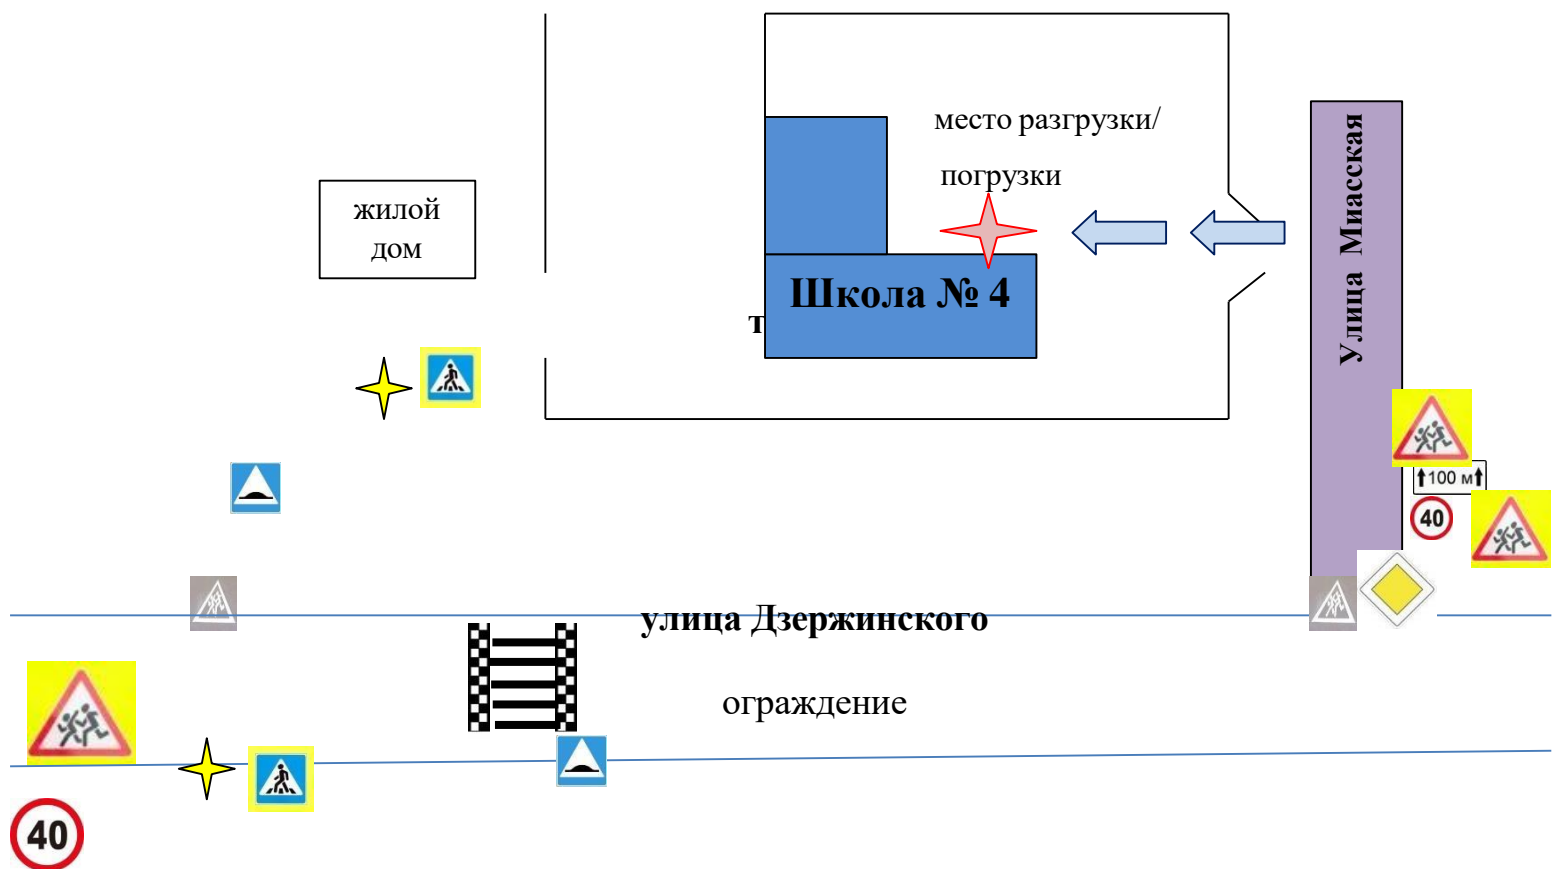 место разгрузки/
погрузки
жилой
дом
Школа № 4
т
Улица Миасская
100 м
40
улица Дзержинского
ограждение
40